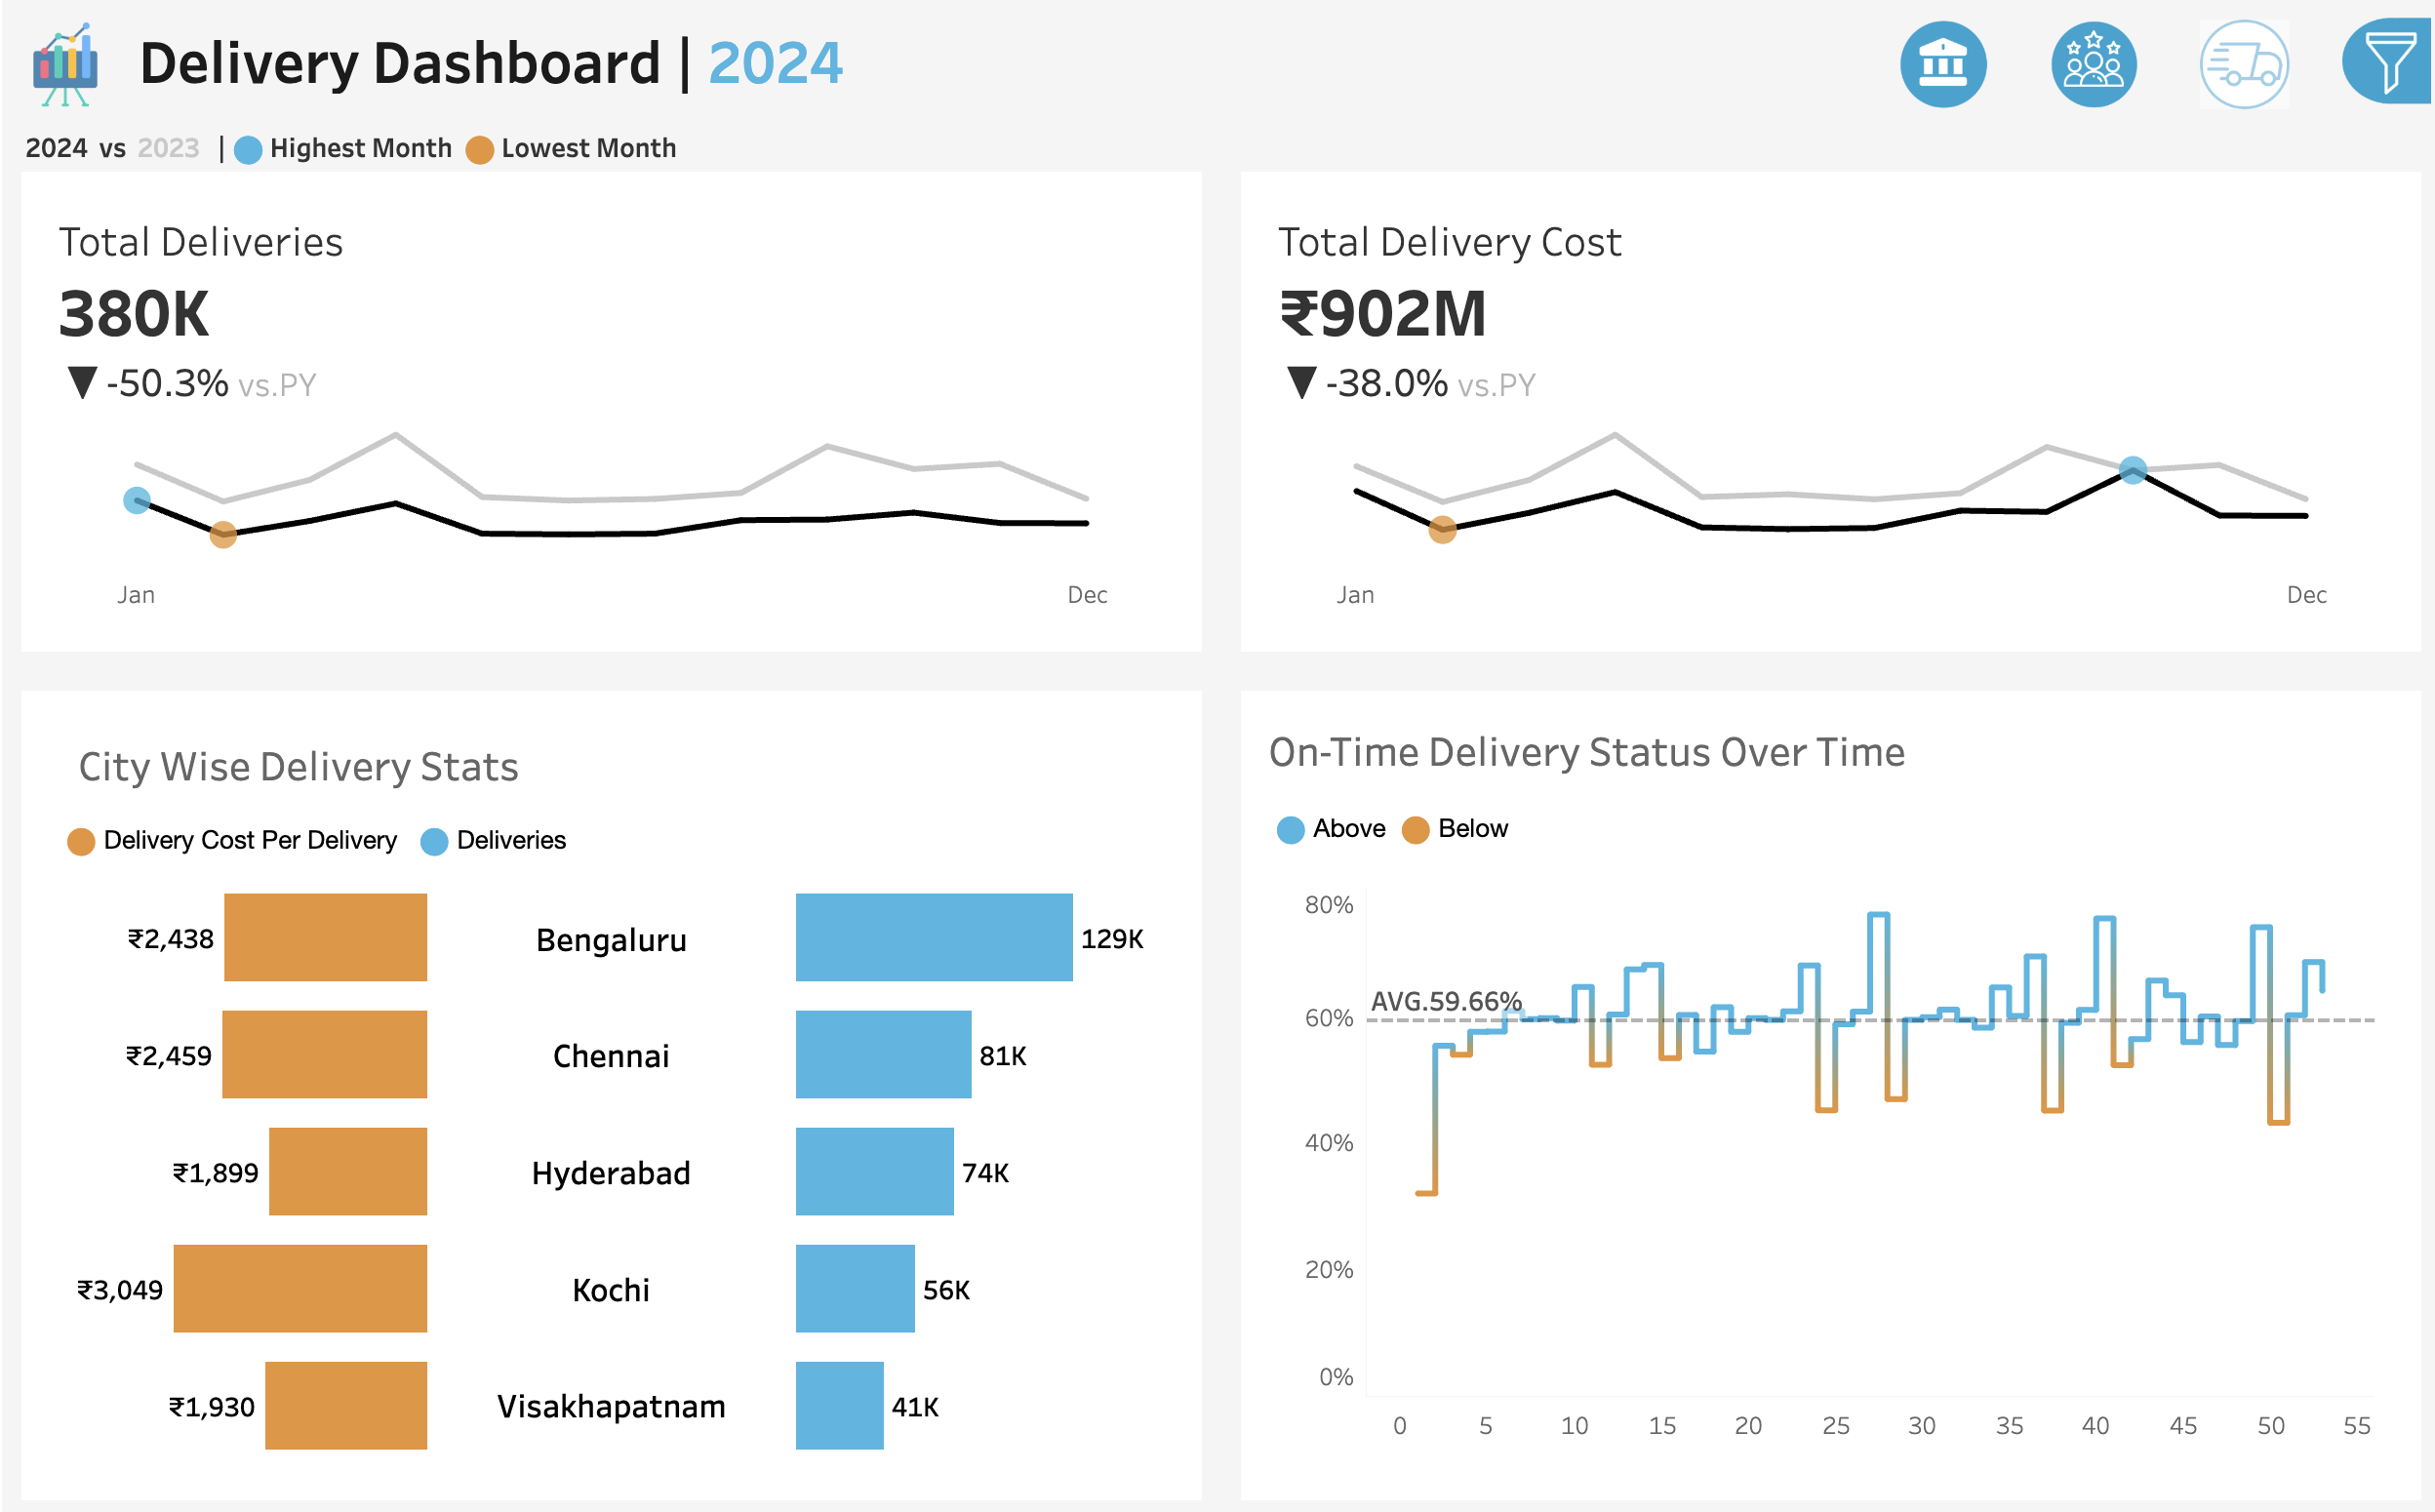 Delivery Dashboard | 2024
2024 vs 2023 | Highest Month Lowest Month
Total Deliveries
380K
▼ -50.3% vs.PY
Jan Dec
Total Delivery Cost
₹902M
▼ -38.0% vs.PY
Jan Dec
City Wise Delivery Stats
Delivery Cost Per Delivery Deliveries
₹2,438 Bengaluru 129K
₹2,459 Chennai 81K
₹1,899 Hyderabad 74K
₹3,049 Kochi 56K
₹1,930 Visakhapatnam 41K
On-Time Delivery Status Over Time
Above Below
80%
AVG.59.66%
60%
40%
20%
0%
0 5 10 15 20 25 30 35 40 45 50 55